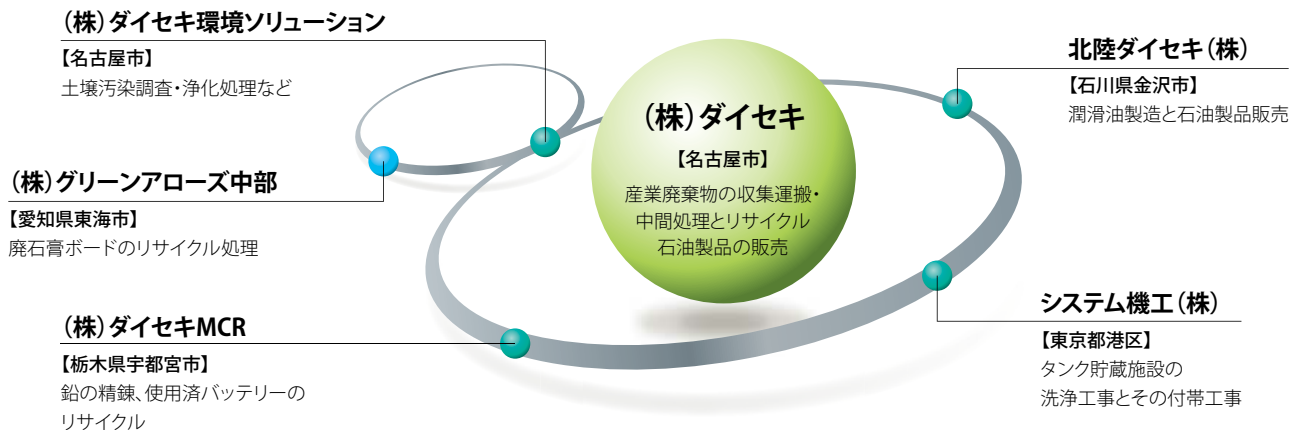 (株)ダイセキ環境ソリューション
【名古屋市】
土壌汚染調査・浄化処理など
(株)グリーンアローズ中部
【愛知県東海市】
廃石膏ボードのリサイクル処理
(株)ダイセキMCR
【栃木県宇都宮市】
鉛の精錬、使用済バッテリーの
リサイクル
(株)ダイセキ
【名古屋市】
産業廃棄物の収集運搬・
中間処理とリサイクル
石油製品の販売
北陸ダイセキ(株)
【石川県金沢市】
潤滑油製造と石油製品販売
システム機工(株)
【東京都港区】
タンク貯蔵施設の
洗浄工事とその付帯工事